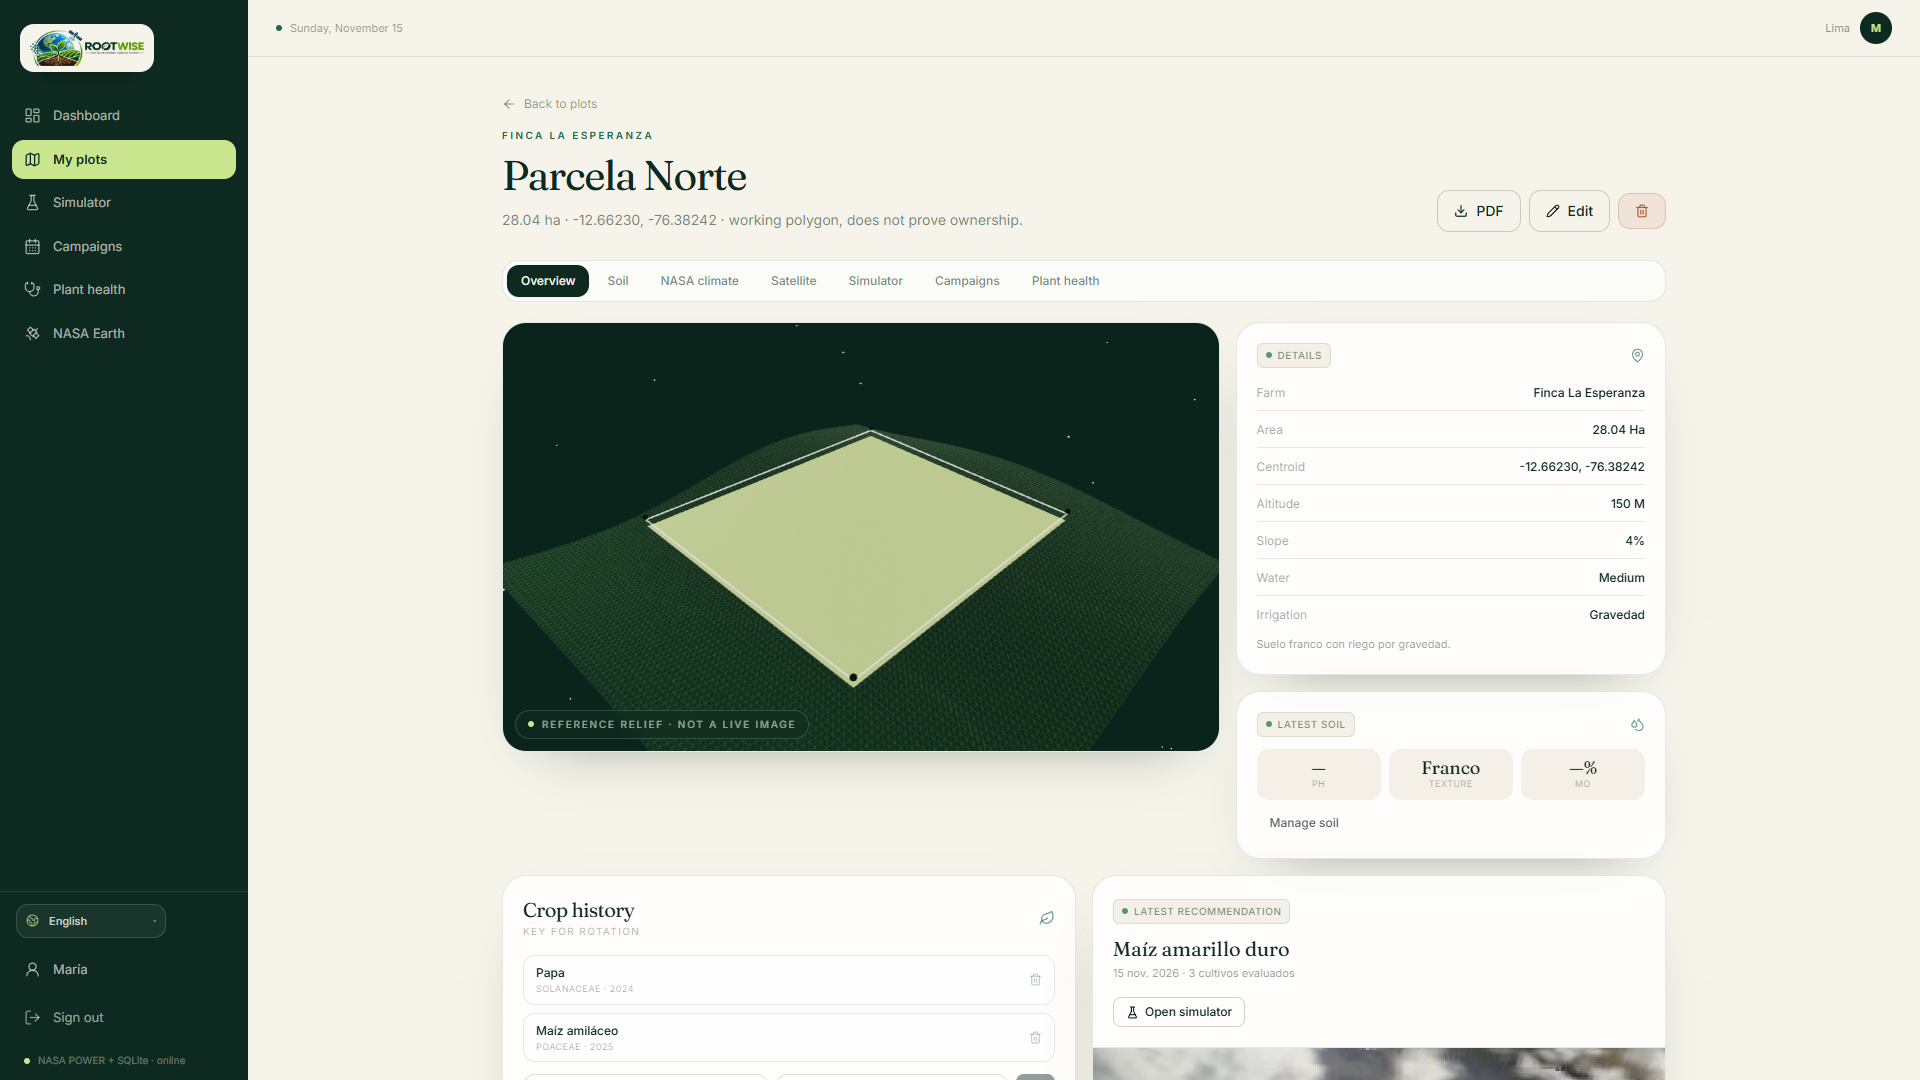 ROOTWISE
Dashboard
My plots
Simulator
Campaigns
Plant health
NASA Earth
English
María
Sign out
NASA POWER + SQLite · online
Sunday, November 15
Lima
M
Back to plots
FINCA LA ESPERANZA
Parcela Norte
28.04 ha · -12.66230, -76.38242 · working polygon, does not prove ownership.
PDF
Edit
Overview
Soil
NASA climate
Satellite
Simulator
Campaigns
Plant health
REFERENCE RELIEF · NOT A LIVE IMAGE
DETAILS
Farm Finca La Esperanza
Area 28.04 Ha
Centroid -12.66230, -76.38242
Altitude 150 M
Slope 4%
Water Medium
Irrigation Gravedad
Suelo franco con riego por gravedad.
LATEST SOIL
—
PH
Franco
TEXTURE
—%
MO
Manage soil
Crop history
KEY FOR ROTATION
Papa
SOLANACEAE · 2024
Maíz amiláceo
POACEAE · 2025
LATEST RECOMMENDATION
Maíz amarillo duro
15 nov. 2026 · 3 cultivos evaluados
Open simulator